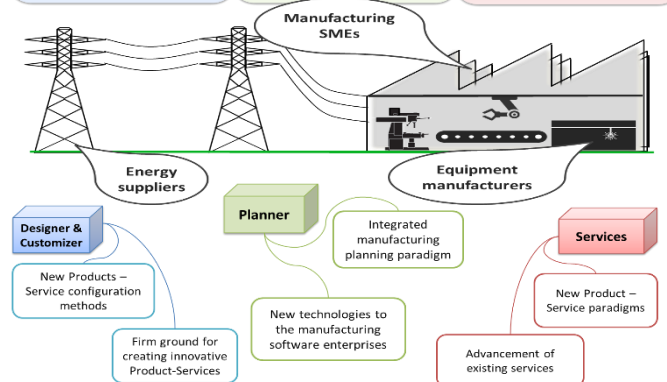 Manufacturing
SMEs
Energy
suppliers
Equipment
manufacturers
Designer &
Customizer
Planner
Integrated
manufacturing
planning paradigm
Services
New Products –
Service configuration
methods
New Product –
Service paradigms
New technologies to
the manufacturing
software enterprises
Firm ground for
creating innovative
Product-Services
Advancement of
existing services